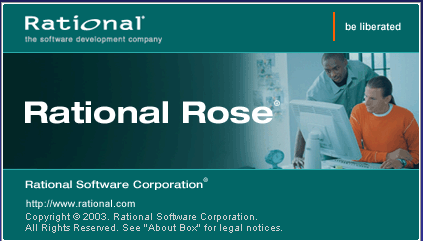 Rational®
the software development company
be liberated
Rational Rose®
Rational Software Corporation®
http://www.rational.com
Copyright © 2003. Rational Software Corporation.
All Rights Reserved. See "About Box" for legal notices.